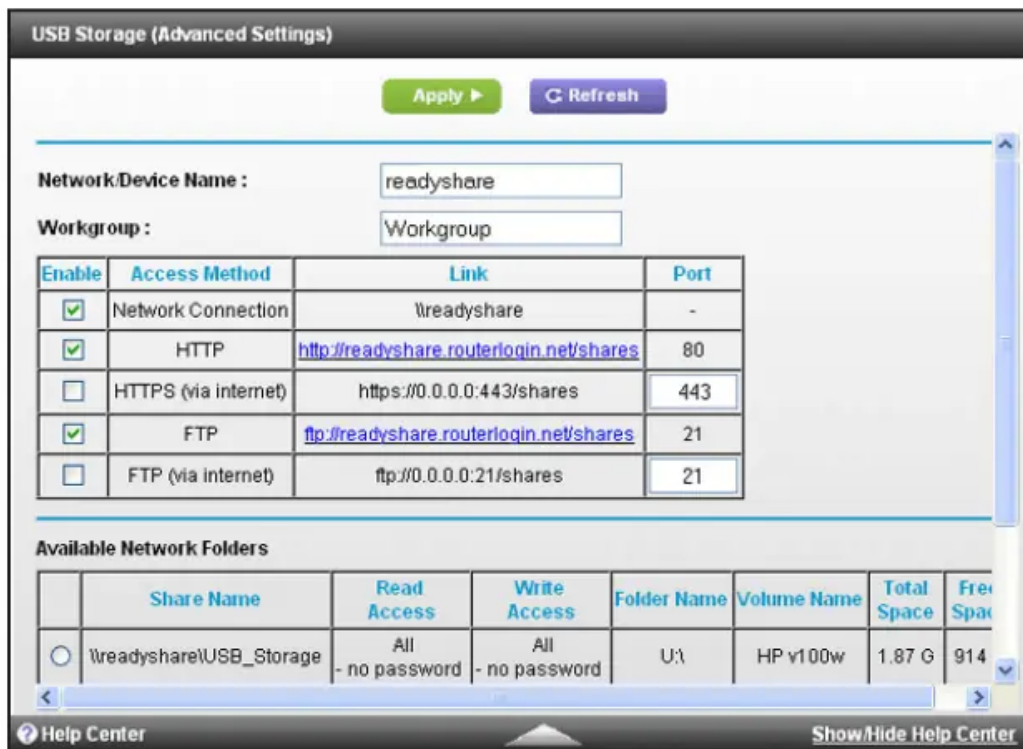 USB Storage (Advanced Settings)
Apply
Refresh
Network/Device Name :
readyshare
Workgroup :
Workgroup
Enable Access Method Link Port
Network Connection \\readyshare -
HTTP http://readyshare.routerlogin.net/shares 80
HTTPS (via internet) https://0.0.0.0:443/shares 443
FTP ftp://readyshare.routerlogin.net/shares 21
FTP (via internet) ftp://0.0.0.0:21/shares 21
Available Network Folders
Share Name Read Access Write Access Folder Name Volume Name Total Space
\\readyshare\USB_Storage All - no password All - no password U:\ HP v100w 1.87 G 914
Help Center
Show/Hide Help Center